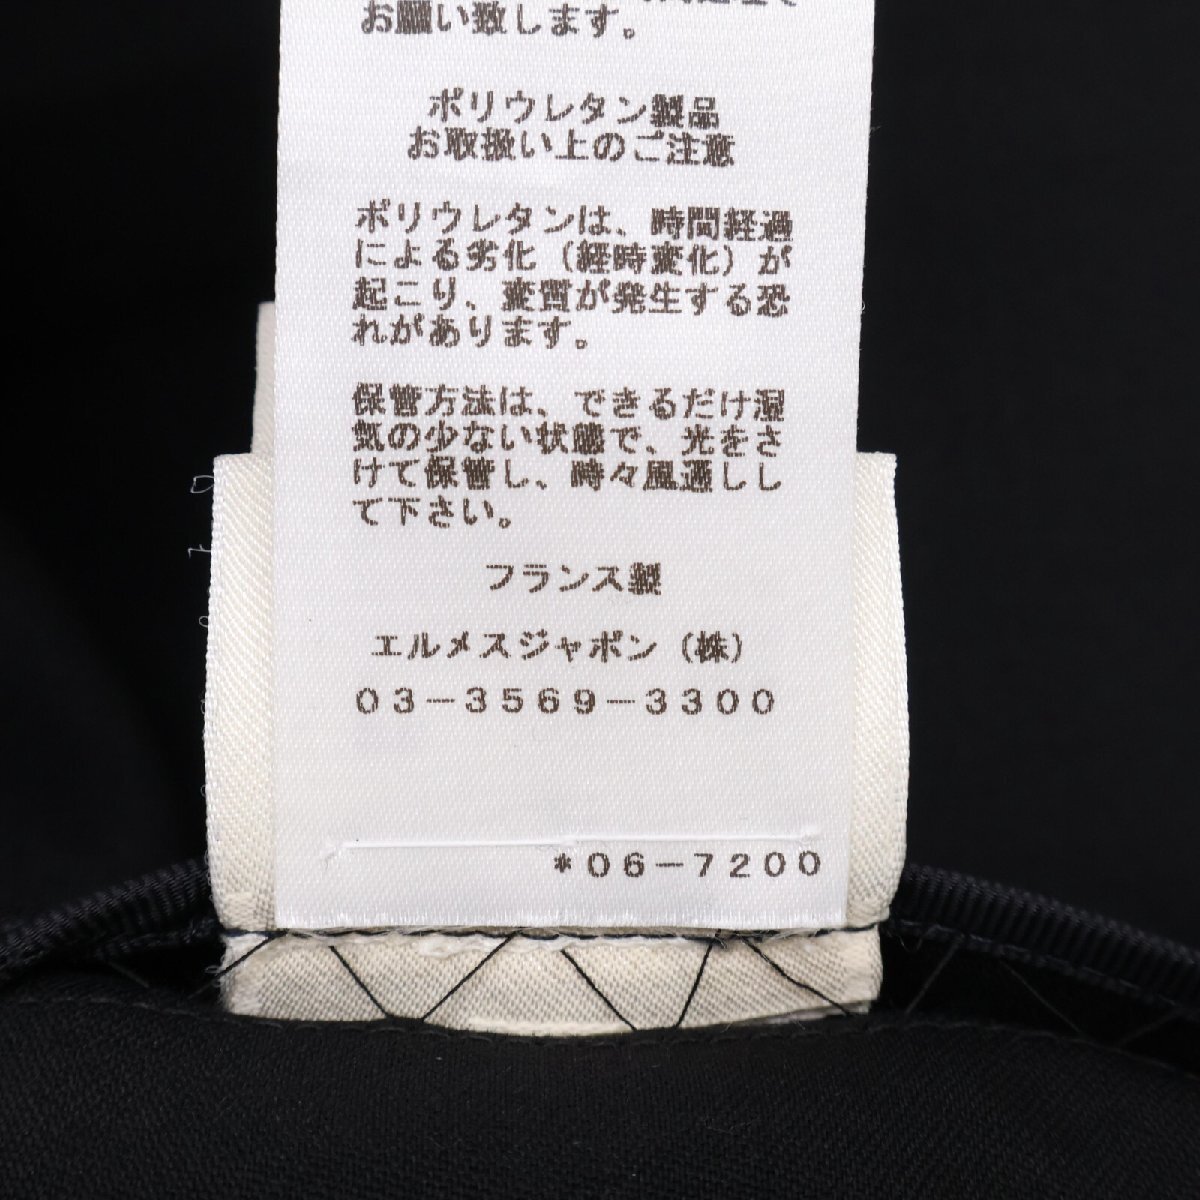 お願い致します。
ポリウレタン製品
お取扱い上のご注意
ポリウレタンは、時間経過
による劣化（経時変化）が
起こり、変質が発生する恐
れがあります。
保管方法は、できるだけ湿
気の少ない状態で、光をさ
けて保管し、時々風通しし
て下さい。
フランス製
エルメスジャポン（株）
03-3569-3300
*06-7200